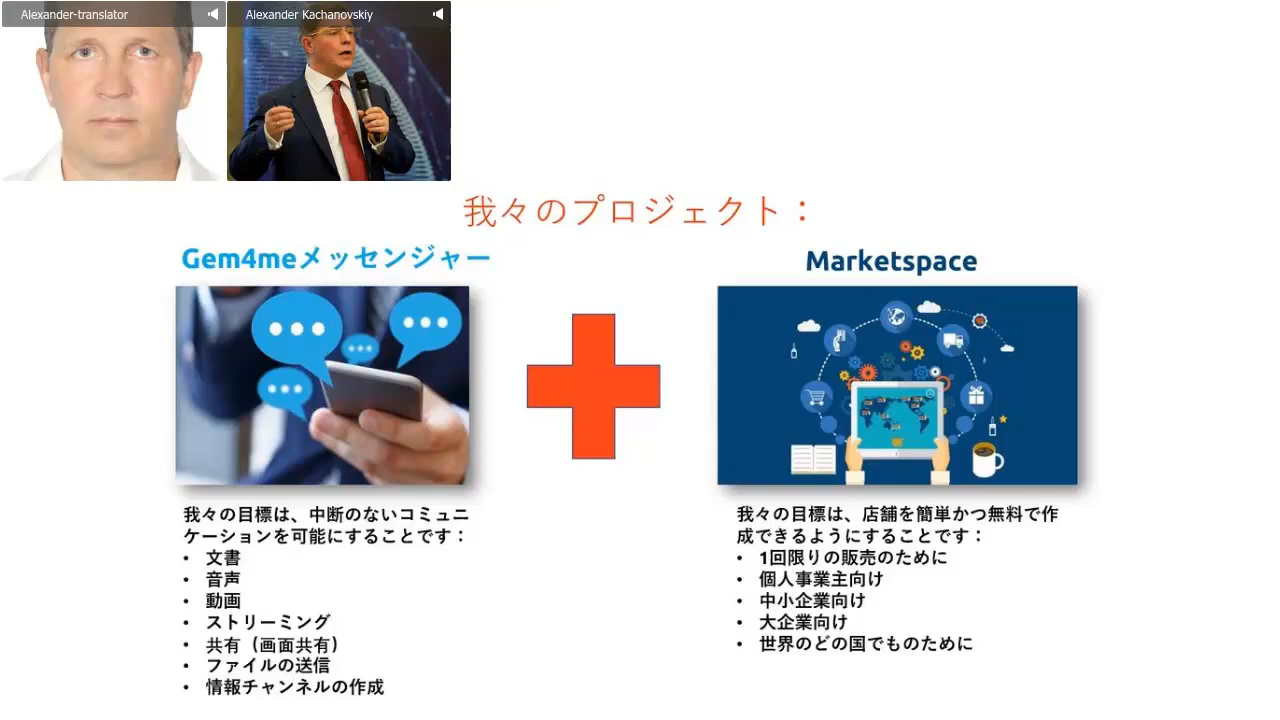 Alexander-translator
Alexander Kachanovskiy
我々のプロジェクト：
Gem4meメッセンジャー
Marketspace
我々の目標は、中断のないコミュニ
ケーションを可能にすることです：
• 文書
• 音声
• 動画
• ストリーミング
• 共有（画面共有）
• ファイルの送信
• 情報チャンネルの作成
我々の目標は、店舗を簡単かつ無料で作
成できるようにすることです：
• 1回限りの販売のために
• 個人事業主向け
• 中小企業向け
• 大企業向け
• 世界のどの国でものために